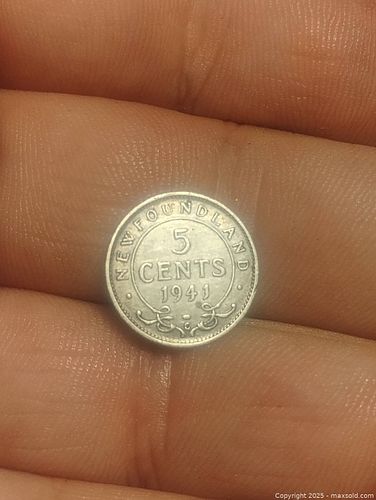 NEWFOUNDLAND
5
CENTS
1941
C
Copyright © 2025 - maxsold.com